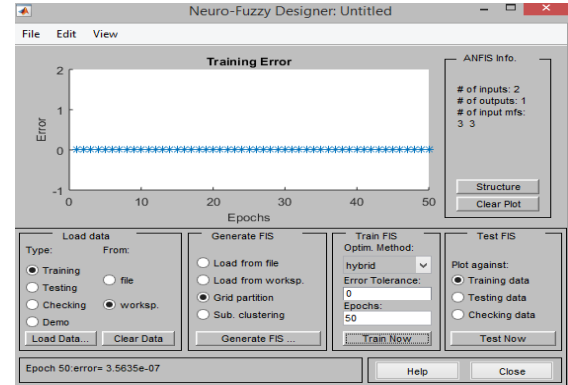 Neuro-Fuzzy Designer: Untitled
File Edit View
Training Error
2
1
0
-1
Error
0 10 20 30 40 50
Epochs
ANFIS Info.
# of inputs: 2
# of outputs: 1
# of input mfs:
3 3
Structure
Clear Plot
Load data
Type: From:
Training
Testing
Checking
Demo
file
worksp.
Load Data... Clear Data
Generate FIS
Load from file
Load from worksp.
Grid partition
Sub. clustering
Generate FIS ...
Train FIS
Optim. Method:
hybrid
Error Tolerance:
0
Epochs:
50
Train Now
Test FIS
Plot against:
Training data
Testing data
Checking data
Test Now
Epoch 50:error= 3.5635e-07
Help Close